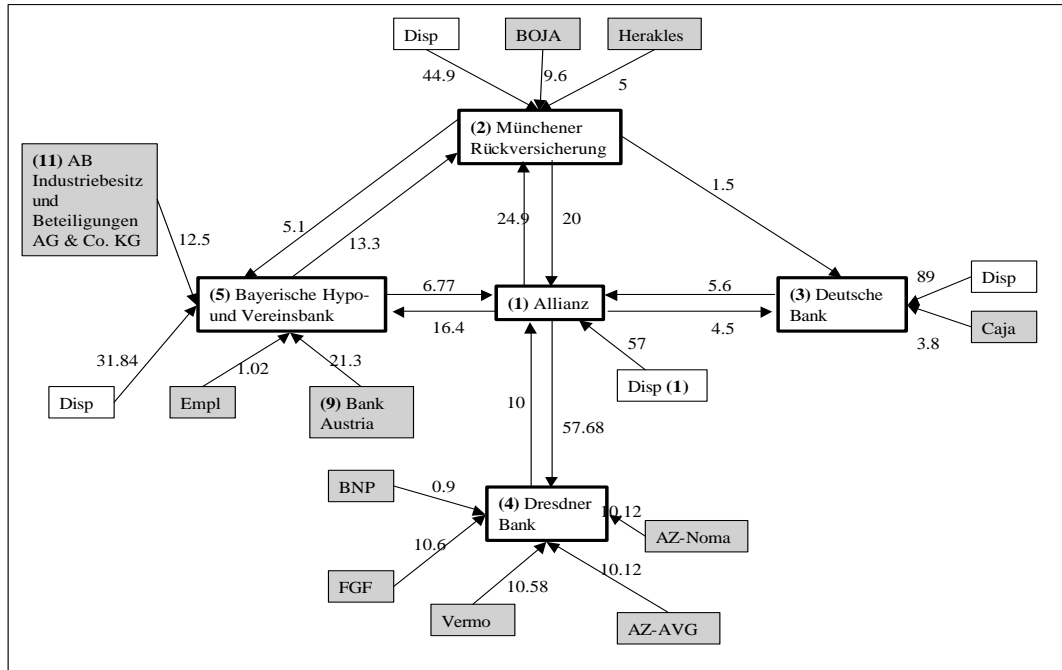 Disp
BOJA
Herakles
44.9
9.6
5
(2) Münchener
Rückversicherung
(11) AB
Industriebesitz
und
Beteiligungen
AG & Co. KG
12.5
5.1
13.3
24.9
20
1.5
(5) Bayerische Hypo-
und Vereinsbank
6.77
16.4
(1) Allianz
5.6
4.5
(3) Deutsche
Bank
89
Disp
Caja
3.8
31.84
1.02
21.3
57
Disp
Empl
(9) Bank
Austria
Disp (1)
10
57.68
BNP
0.9
(4) Dresdner
Bank
10.12
AZ-Noma
FGF
10.6
10.58
10.12
Vermo
AZ-AVG